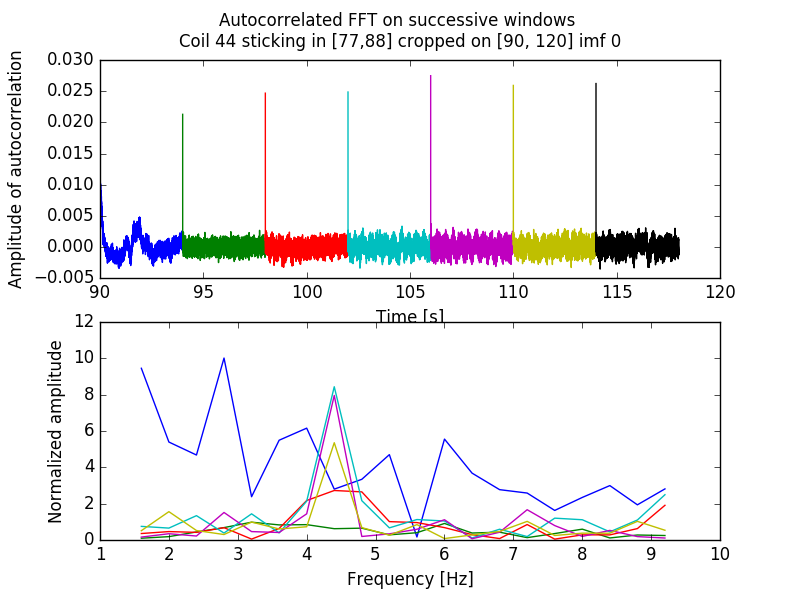 Autocorrelated FFT on successive windows
Coil 44 sticking in [77,88] cropped on [90, 120] imf 0
Amplitude of autocorrelation
0.030
0.025
0.020
0.015
0.010
0.005
0.000
−0.005
90 95 100 105 110 115 120
Time [s]
Normalized amplitude
12
10
8
6
4
2
0
1 2 3 4 5 6 7 8 9 10
Frequency [Hz]